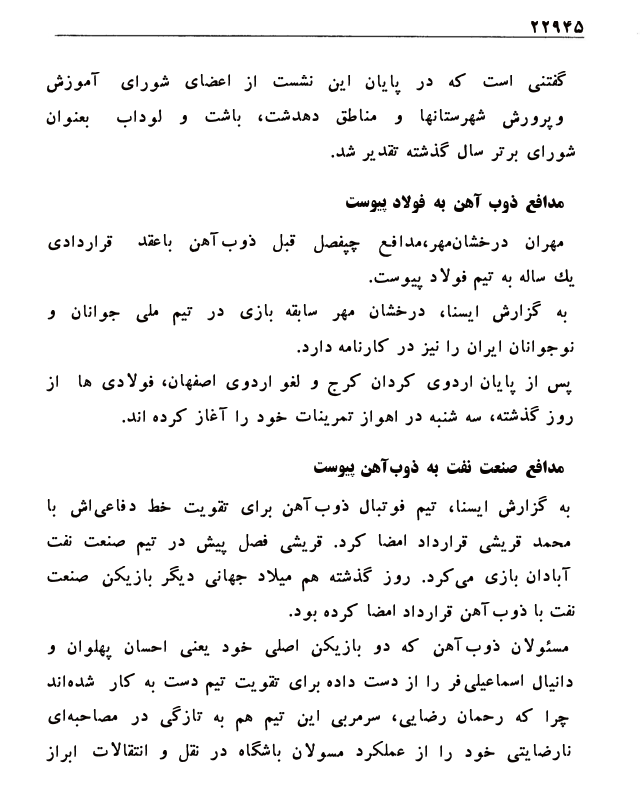 ۲۲۹۴۵
گفتنی است که در پایان این نشست از اعضای شورای آموزش
وپرورش شهرستانها و مناطق دهدشت، باشت و لوداب بعنوان
شورای برتر سال گذشته تقدیر شد.
مدافع ذوب آهن به فولاد پیوست
مهران درخشان‌مهر،مدافع چپ‌فصل قبل ذوب‌آهن باعقد قراردادی
یك ساله به تیم فولاد پیوست.
به گزارش ایسنا، درخشان مهر سابقه بازی در تیم ملی جوانان و
نوجوانان ایران را نیز در کارنامه دارد.
پس از پایان اردوی کردان کرج و لغو اردوی اصفهان، فولادی ها از
روز گذشته، سه شنبه در اهواز تمرینات خود را آغاز کرده اند.
مدافع صنعت نفت به ذوب‌آهن پیوست
به گزارش ایسنا، تیم فوتبال ذوب‌آهن برای تقویت خط دفاعی‌اش با
محمد قریشی قرارداد امضا کرد. قریشی فصل پیش در تیم صنعت نفت
آبادان بازی می‌کرد. روز گذشته هم میلاد جهانی دیگر بازیکن صنعت
نفت با ذوب‌آهن قرارداد امضا کرده بود.
مسئولان ذوب‌آهن که دو بازیکن اصلی خود یعنی احسان پهلوان و
دانیال اسماعیلی‌فر را از دست داده برای تقویت تیم دست به کار شده‌اند
چرا که رحمان رضایی، سرمربی این تیم هم به تازگی در مصاحبه‌ای
نارضایتی خود را از عملکرد مسولان باشگاه در نقل و انتقالات ابراز